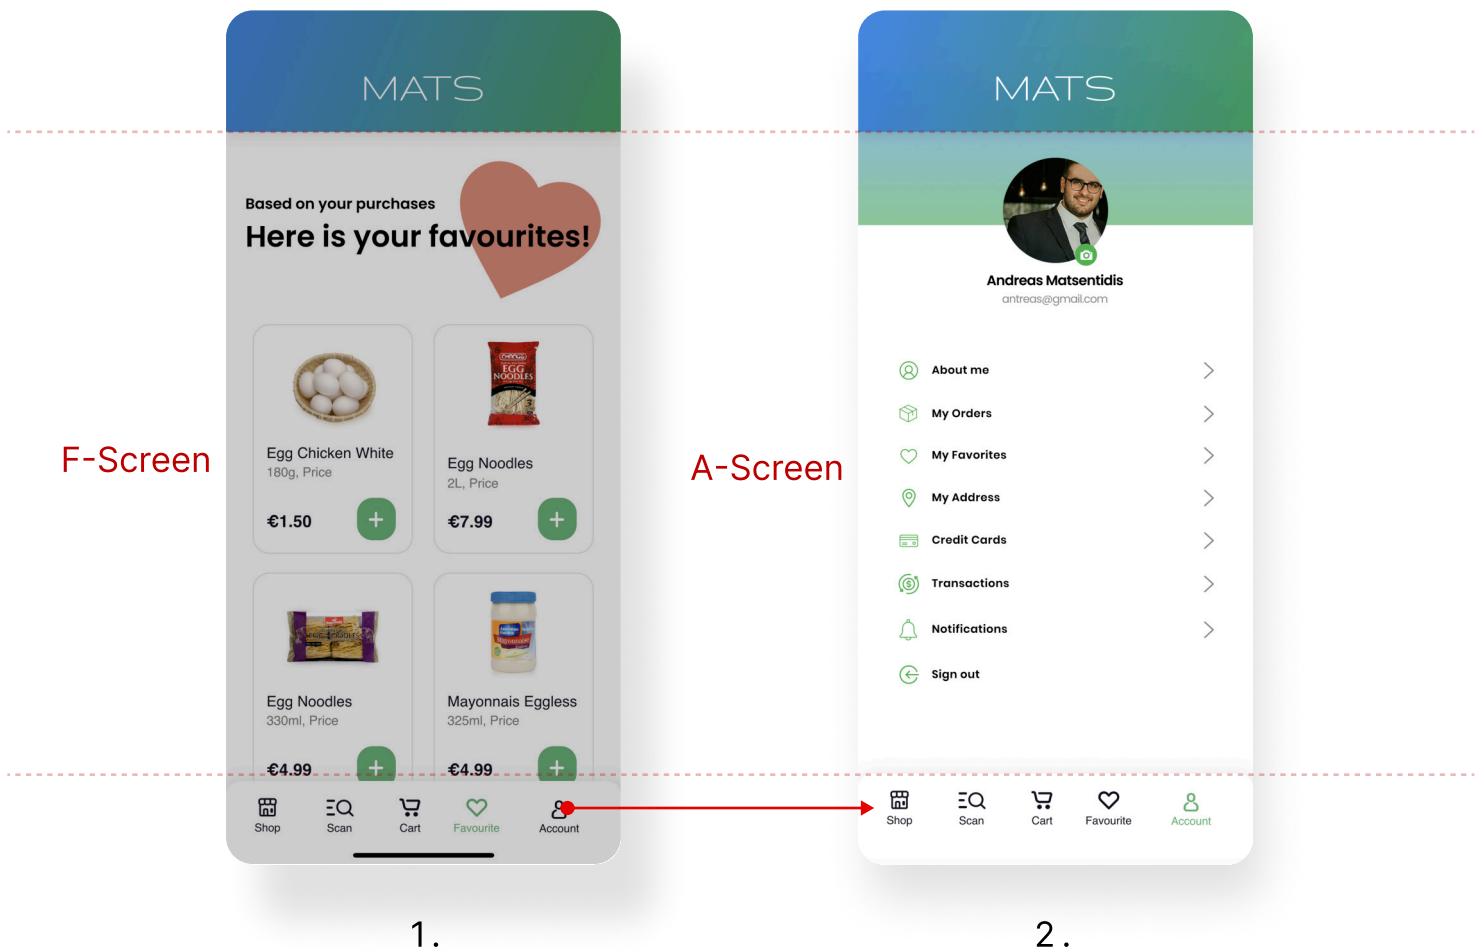 MATS
Based on your purchases
Here is your favourites!
EGG
NOODLES
Egg Chicken White
180g, Price
€1.50
Egg Noodles
2L, Price
€7.99
Egg Noodles
330ml, Price
€4.99
Mayonnais Eggless
325ml, Price
€4.99
Shop
Scan
Cart
Favourite
Account
F-Screen
1.
MATS
Andreas Matsentidis
antreas@gmail.com
About me
My Orders
My Favorites
My Address
Credit Cards
Transactions
Notifications
Sign out
Shop
Scan
Cart
Favourite
Account
A-Screen
2.